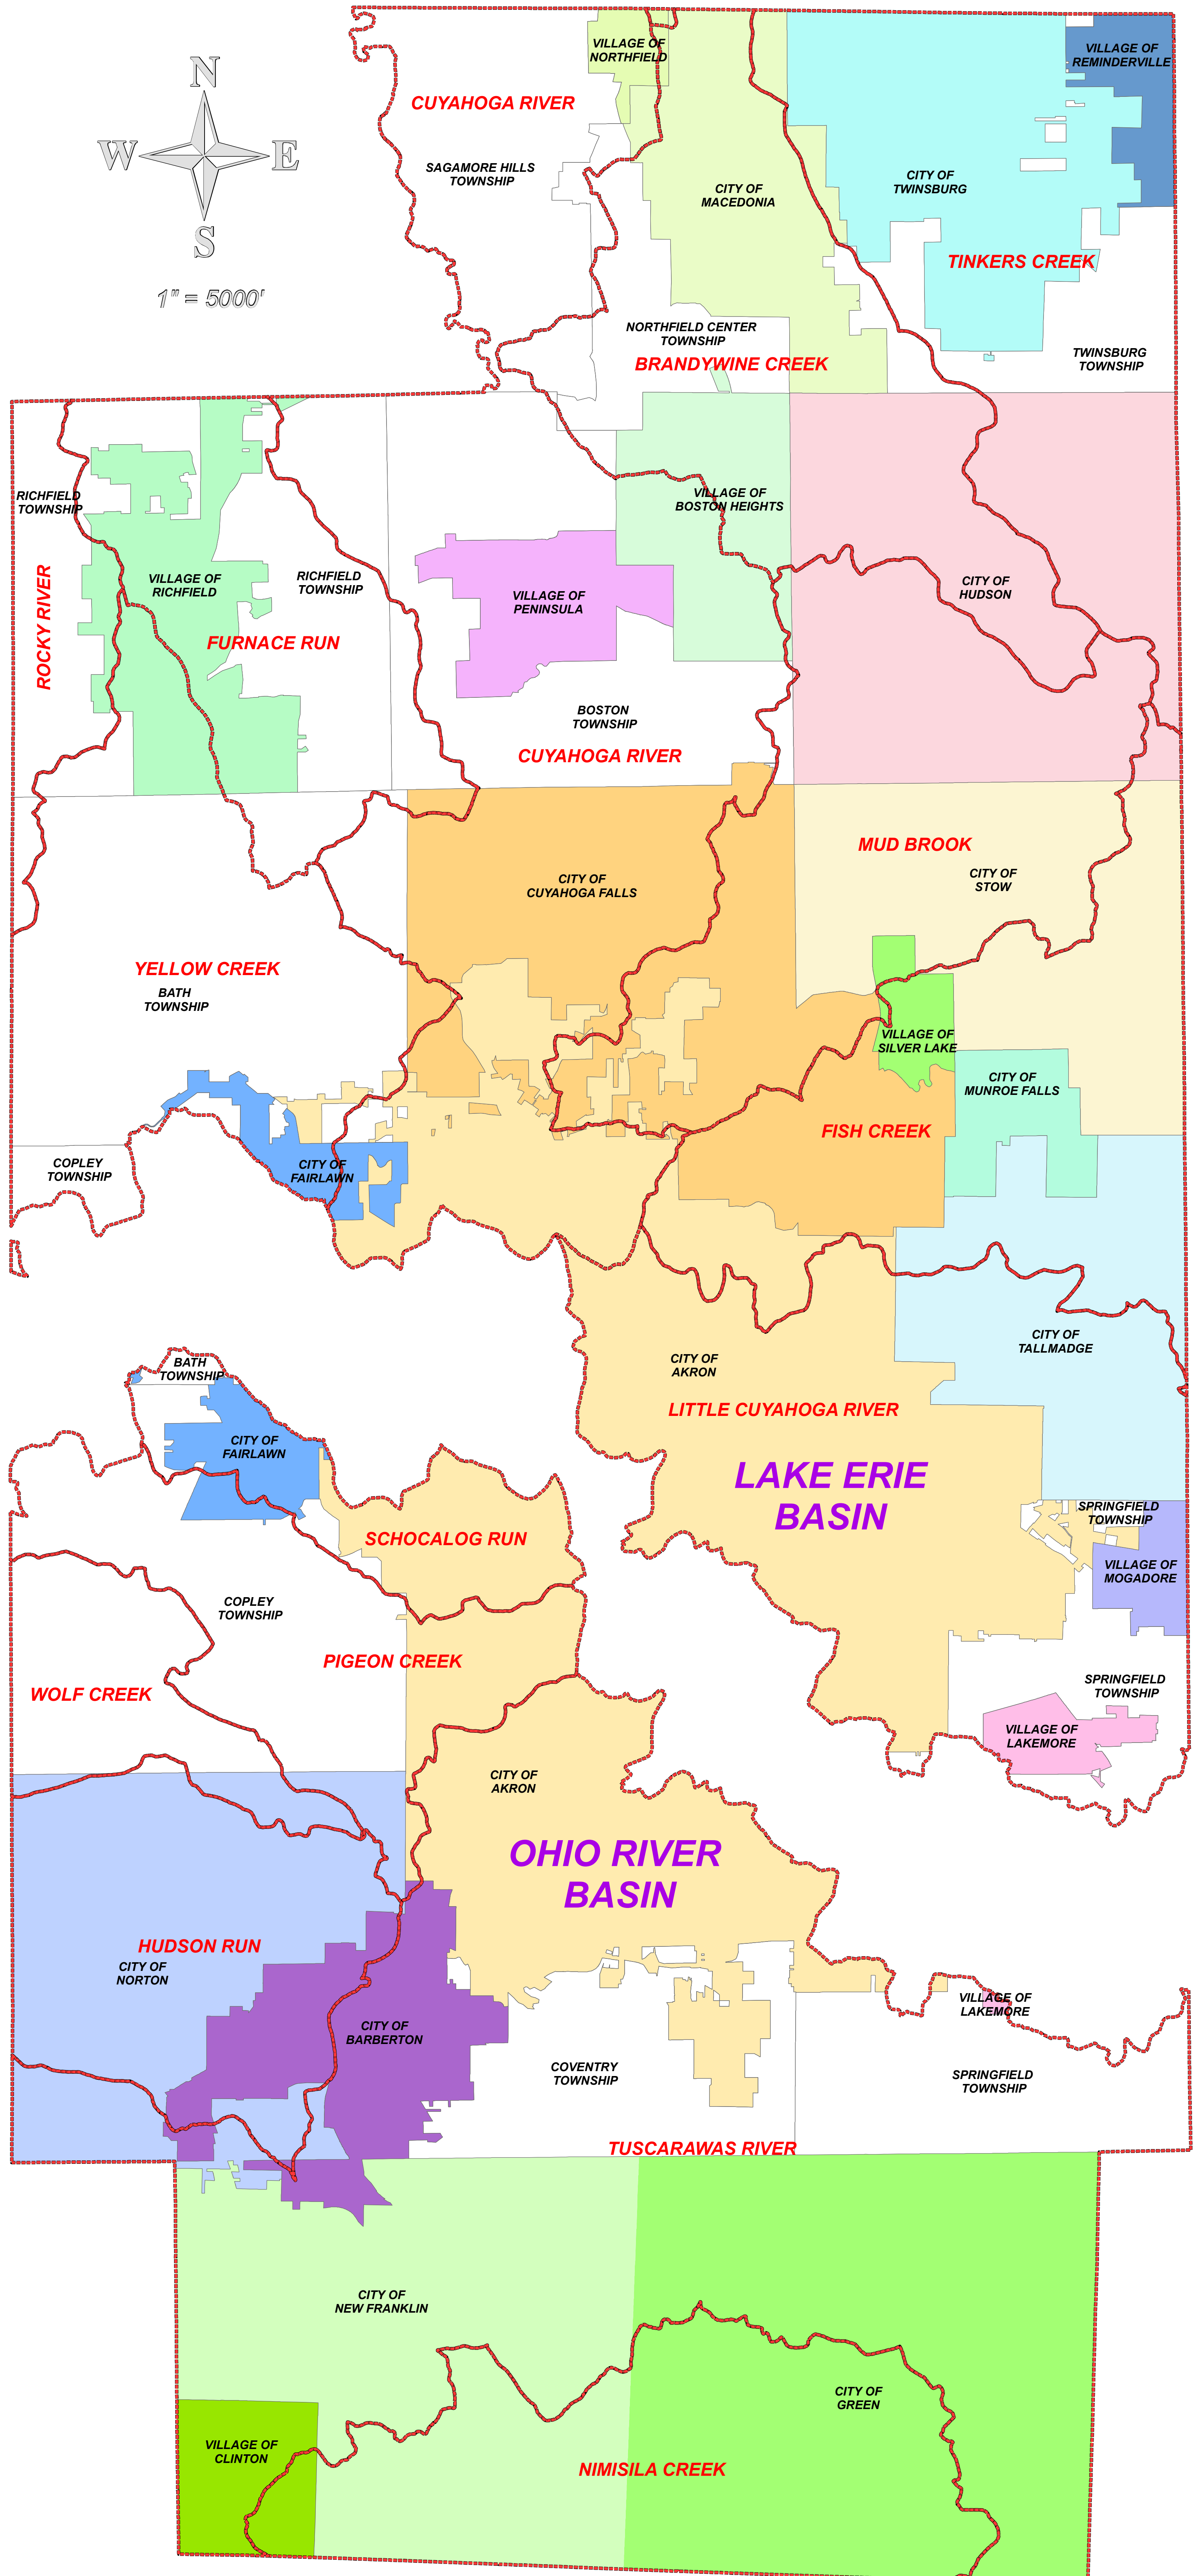 N
W E
S
1" = 5000'
VILLAGE OF
NORTHFIELD
VILLAGE OF
REMINDERVILLE
CUYAHOGA RIVER
SAGAMORE HILLS
TOWNSHIP
CITY OF
MACEDONIA
CITY OF
TWINSBURG
TINKERS CREEK
NORTHFIELD CENTER
TOWNSHIP
BRANDYWINE CREEK
TWINSBURG
TOWNSHIP
RICHFIELD
TOWNSHIP
VILLAGE OF
BOSTON HEIGHTS
ROCKY RIVER
VILLAGE OF
RICHFIELD
RICHFIELD
TOWNSHIP
VILLAGE OF
PENINSULA
CITY OF
HUDSON
FURNACE RUN
BOSTON
TOWNSHIP
CUYAHOGA RIVER
MUD BROOK
CITY OF
STOW
CITY OF
CUYAHOGA FALLS
YELLOW CREEK
BATH
TOWNSHIP
VILLAGE OF
SILVER LAKE
CITY OF
MUNROE FALLS
FISH CREEK
COPLEY
TOWNSHIP
CITY OF
FAIRLAWN
BATH
TOWNSHIP
CITY OF
AKRON
CITY OF
TALLMADGE
LITTLE CUYAHOGA RIVER
CITY OF
FAIRLAWN
LAKE ERIE
BASIN
SPRINGFIELD
TOWNSHIP
SCHOCALOG RUN
VILLAGE OF
MOGADORE
COPLEY
TOWNSHIP
PIGEON CREEK
WOLF CREEK
SPRINGFIELD
TOWNSHIP
VILLAGE OF
LAKEMORE
CITY OF
AKRON
OHIO RIVER
BASIN
HUDSON RUN
CITY OF
NORTON
VILLAGE OF
LAKEMORE
CITY OF
BARBERTON
COVENTRY
TOWNSHIP
SPRINGFIELD
TOWNSHIP
TUSCARAWAS RIVER
CITY OF
NEW FRANKLIN
CITY OF
GREEN
VILLAGE OF
CLINTON
NIMISILA CREEK